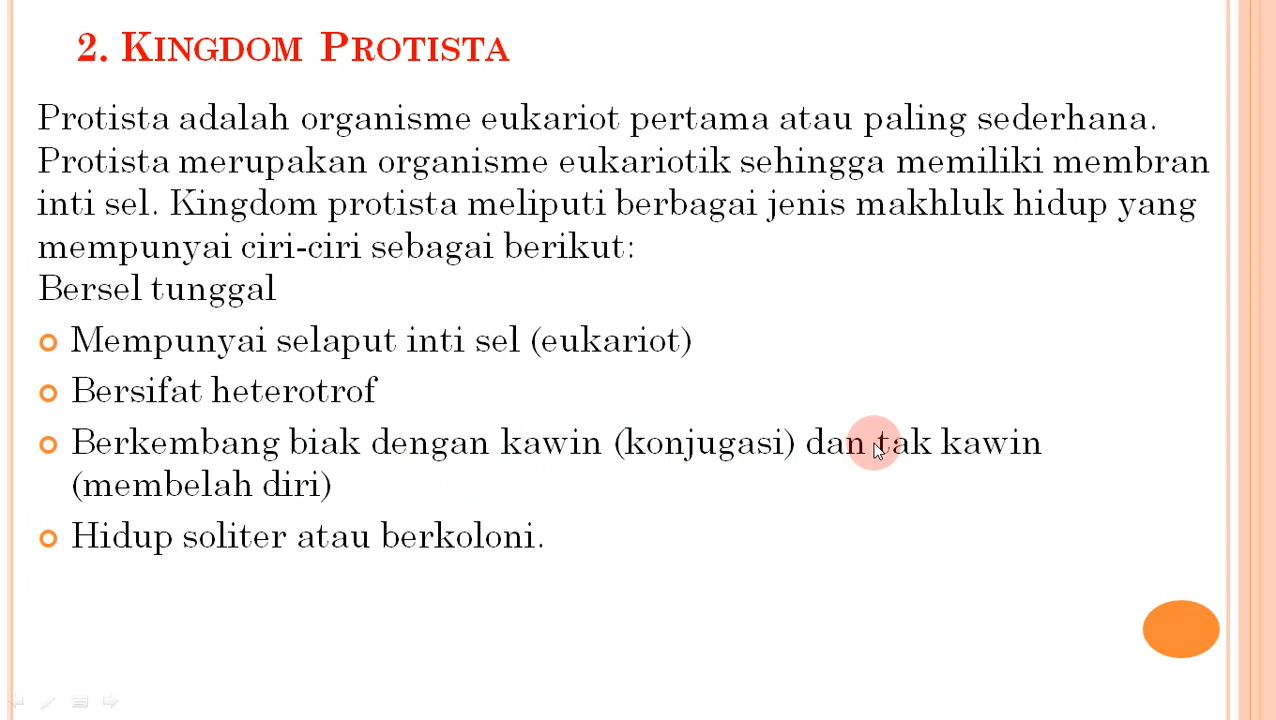 2. KINGDOM PROTISTA
Protista adalah organisme eukariot pertama atau paling sederhana.
Protista merupakan organisme eukariotik sehingga memiliki membran
inti sel. Kingdom protista meliputi berbagai jenis makhluk hidup yang
mempunyai ciri-ciri sebagai berikut:
Bersel tunggal
Mempunyai selaput inti sel (eukariot)
Bersifat heterotrof
Berkembang biak dengan kawin (konjugasi) dan tak kawin
(membelah diri)
Hidup soliter atau berkoloni.